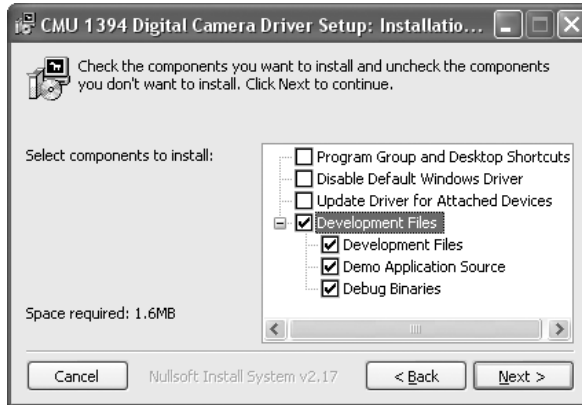 CMU 1394 Digital Camera Driver Setup: Installatio...
Check the components you want to install and uncheck the components
you don't want to install. Click Next to continue.
Select components to install:
Program Group and Desktop Shortcuts
Disable Default Windows Driver
Update Driver for Attached Devices
Development Files
Development Files
Demo Application Source
Debug Binaries
Space required: 1.6MB
Cancel
Nullsoft Install System v2.17
< Back
Next >